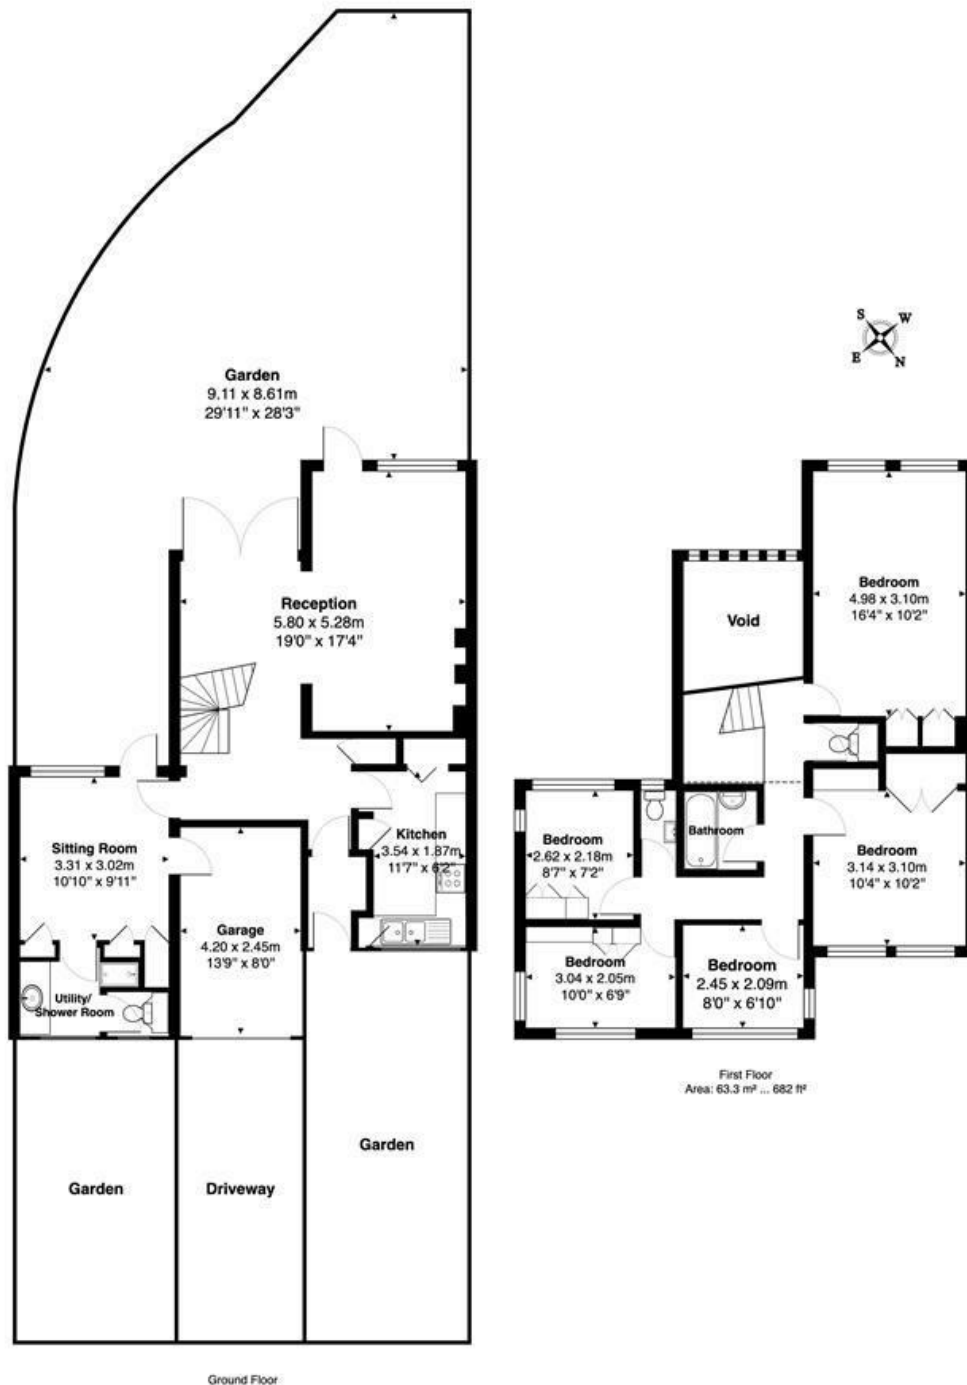 S
W
E
N
Garden
9.11 x 8.61m
29'11" x 28'3"
Reception
5.80 x 5.28m
19'0" x 17'4"
Sitting Room
3.31 x 3.02m
10'10" x 9'11"
Kitchen
3.54 x 1.87m
11'7" x 6'2"
Garage
4.20 x 2.45m
13'9" x 8'0"
Utility/
Shower Room
Garden
Driveway
Garden
Ground Floor
Bedroom
4.98 x 3.10m
16'4" x 10'2"
Void
Bedroom
2.62 x 2.18m
8'7" x 7'2"
Bathroom
Bedroom
3.14 x 3.10m
10'4" x 10'2"
Bedroom
3.04 x 2.05m
10'0" x 6'9"
Bedroom
2.45 x 2.09m
8'0" x 6'10"
First Floor
Area: 63.3 m² ... 682 ft²